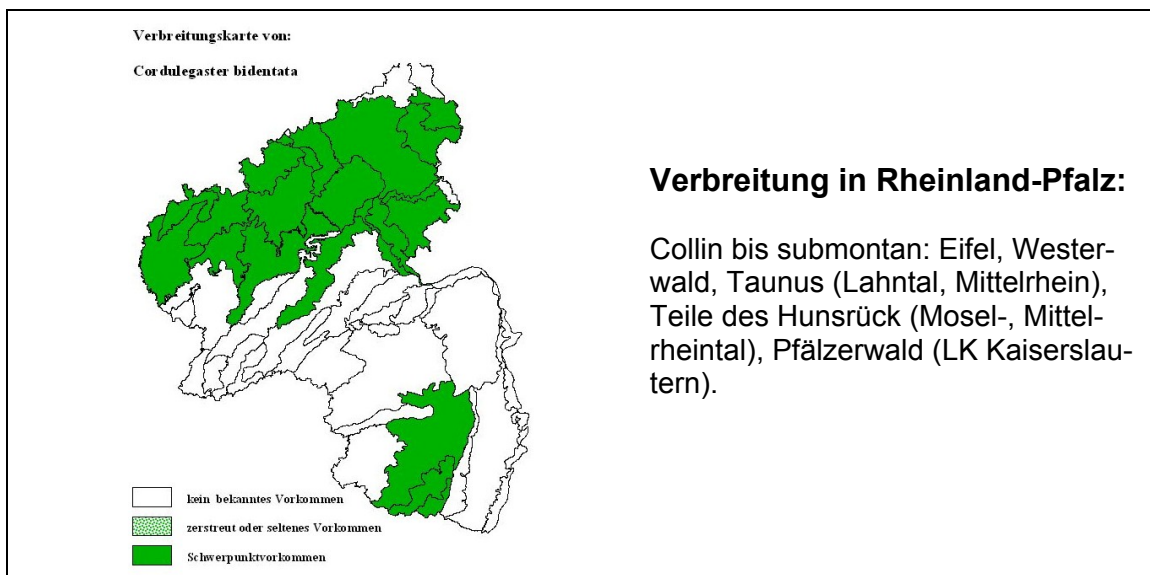 Verbreitungskarte von:
Cordulegaster bidentata
Verbreitung in Rheinland-Pfalz:
Collin bis submontan: Eifel, Wester-
wald, Taunus (Lahntal, Mittelrhein),
Teile des Hunsrück (Mosel-, Mittel-
rheintal), Pfälzerwald (LK Kaiserslau-
tern).
kein bekanntes Vorkommen
zerstreut oder seltenes Vorkommen
Schwerpunktvorkommen